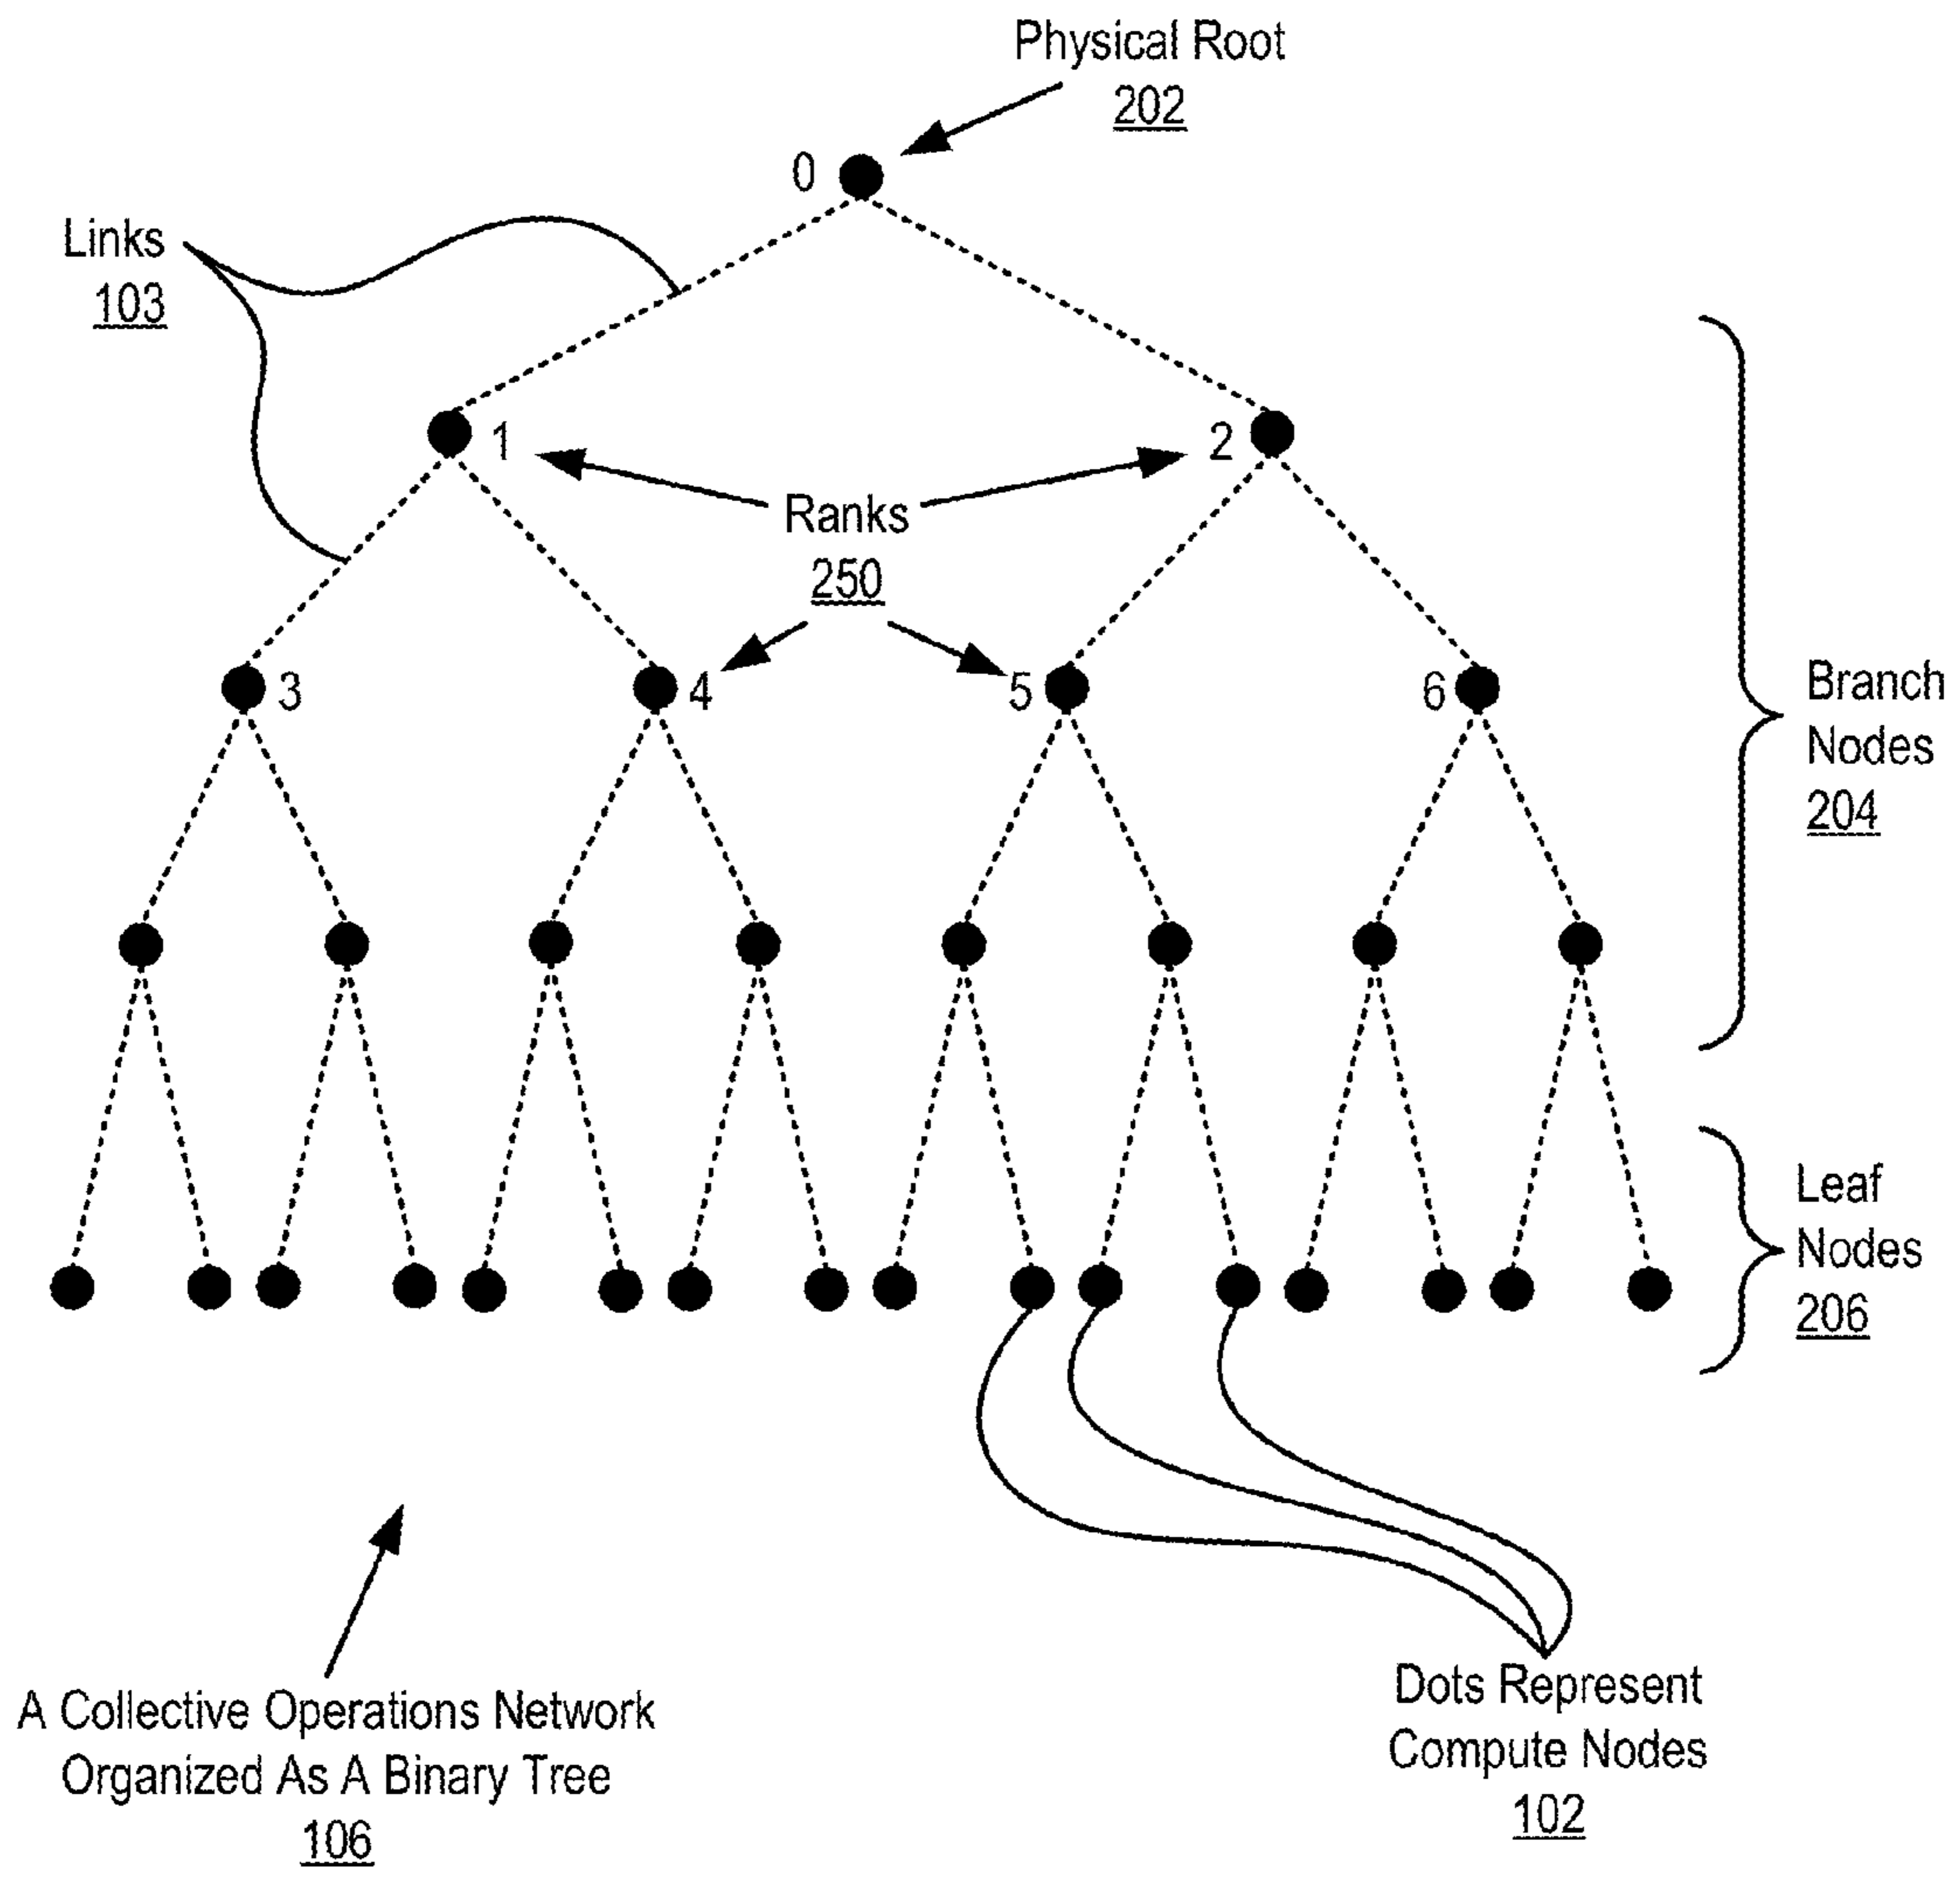 Physical Root
202
0
Links
103
1
2
Ranks
250
3
4
5
6
Branch
Nodes
204
Leaf
Nodes
206
A Collective Operations Network
Organized As A Binary Tree
106
Dots Represent
Compute Nodes
102